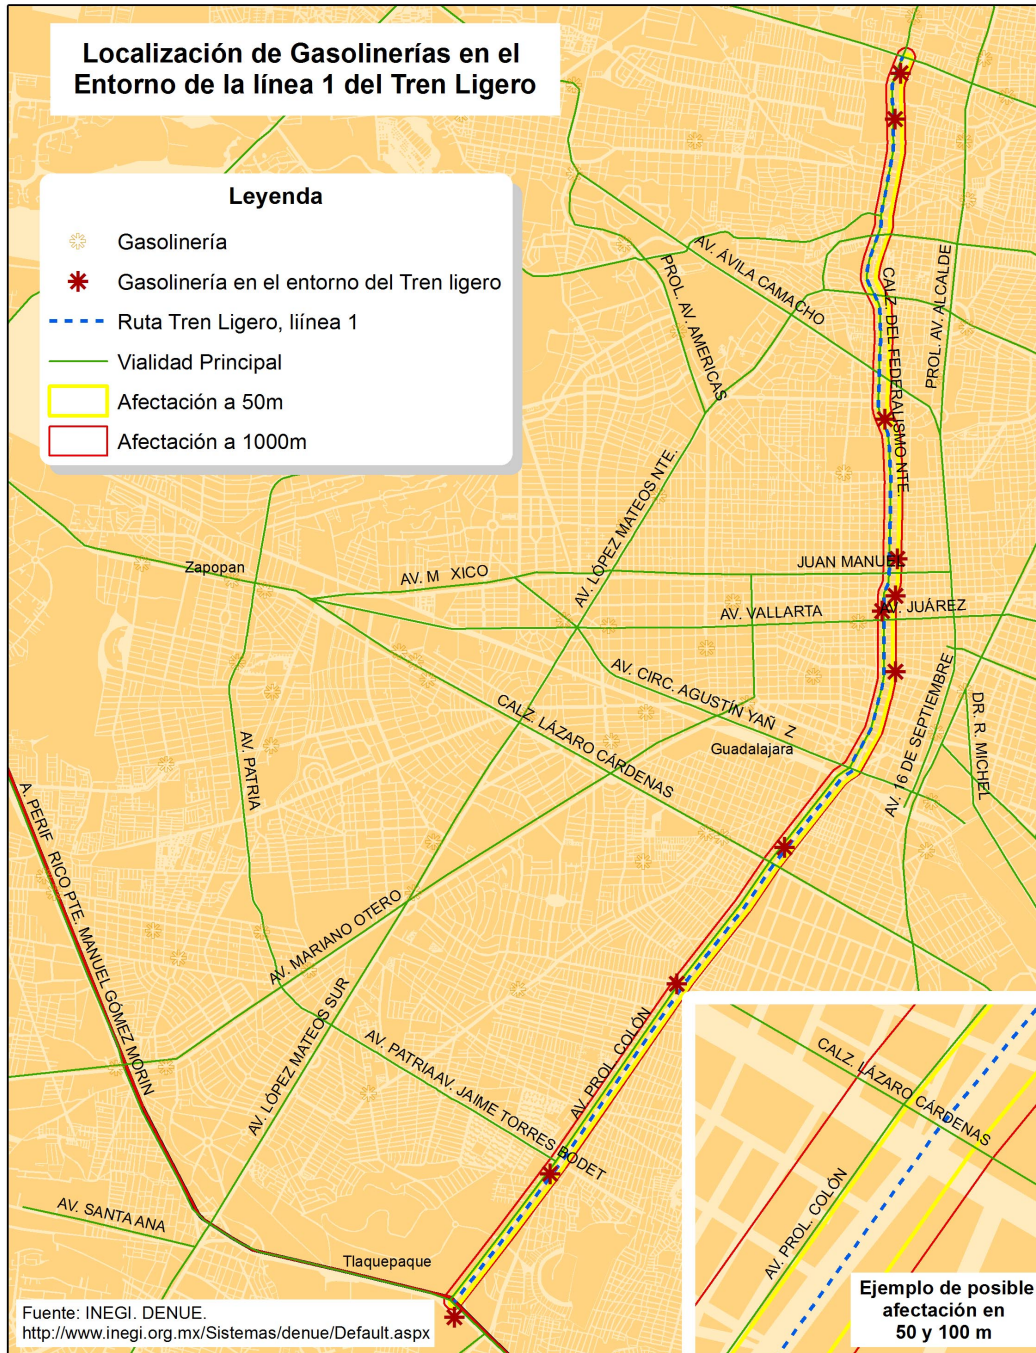 Localización de Gasolinerías en el
Entorno de la línea 1 del Tren Ligero
Leyenda
Gasolinería
Gasolinería en el entorno del Tren ligero
Ruta Tren Ligero, liínea 1
Vialidad Principal
Afectación a 50m
Afectación a 1000m
AV. ÁVILA CAMACHO
PROL. AV. AMERICAS
CALZ. DEL FEDERALISMO NTE.
PROL. AV. ALCALDE
AV. LÓPEZ MATEOS NTE.
Zapopan
AV. M XICO
JUAN MANUEL
AV. VALLARTA
AV. JUÁREZ
AV. CIRC. AGUSTÍN YAÑ Z
CALZ. LÁZARO CÁRDENAS
Guadalajara
AV. 16 DE SEPTIEMBRE
DR. R. MICHEL
AV. PATRIA
A. PERIF RICO PTE. MANUEL GÓMEZ MORIN
AV. MARIANO OTERO
AV. LÓPEZ MATEOS SUR
AV. PATRIAAV. JAIME TORRES BODET
AV. PROL. COLÓN
AV. SANTA ANA
Tlaquepaque
CALZ. LÁZARO CÁRDENAS
AV. PROL. COLÓN
Ejemplo de posible
afectación en
50 y 100 m
Fuente: INEGI. DENUE.
http://www.inegi.org.mx/Sistemas/denue/Default.aspx